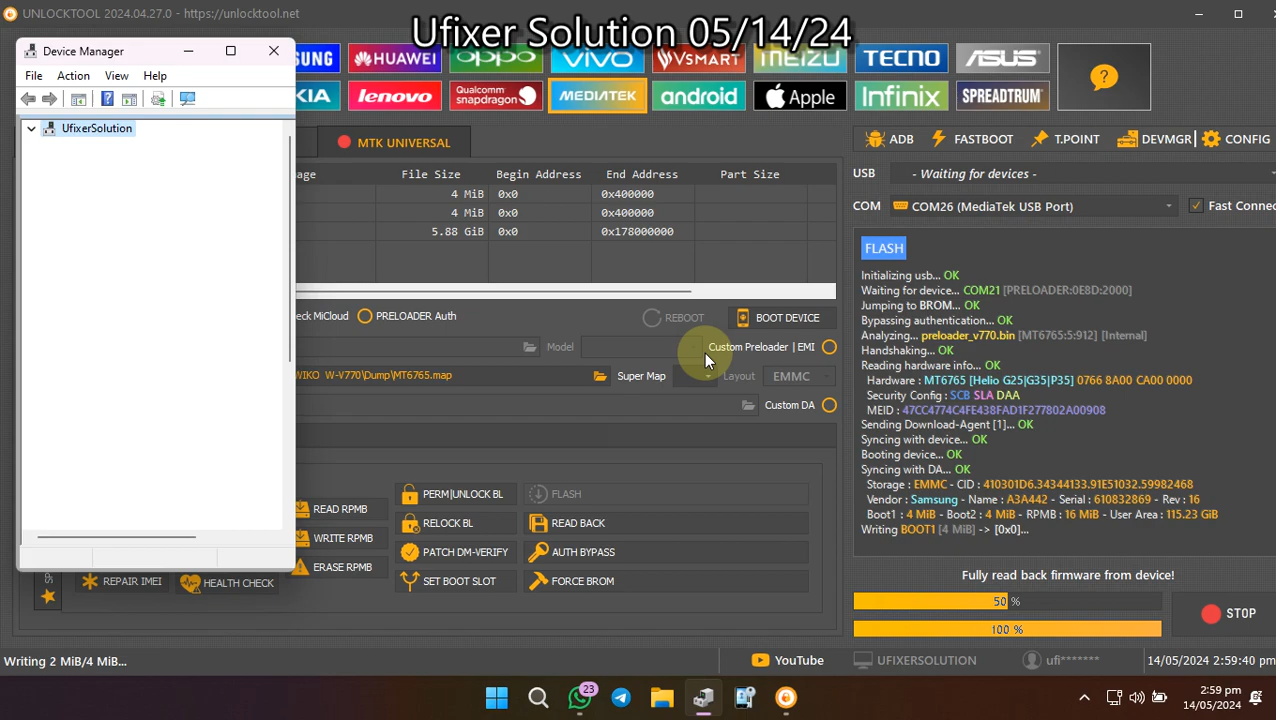 UNLOCKTOOL 2024.04.27.0 - https://unlocktool.net
Ufixer Solution 05/14/24
Device Manager
File Action View Help
UfixerSolution
SUNG HUAWEI oppo vivo VSMART MEIZU TECNO ASUS
KIA lenovo Qualcomm snapdragon MEDIATEK android Apple Infinix SPREADTRUM
?
MTK UNIVERSAL
ADB FASTBOOT T.POINT DEVMGR CONFIG
File Size Begin Address End Address Part Size
4 MiB 0x0 0x400000
4 MiB 0x0 0x400000
5.88 GiB 0x0 0x178000000
USB - Waiting for devices -
COM COM26 (MediaTek USB Port) Fast Connec
eck MiCloud PRELOADER Auth REBOOT BOOT DEVICE
Model Custom Preloader | EMI
WIKO W-V770\Dump\MT6765.map Super Map Layout EMMC
Custom DA
READ RPMB
WRITE RPMB
ERASE RPMB
PERM|UNLOCK BL FLASH
RELOCK BL READ BACK
PATCH DM-VERIFY AUTH BYPASS
SET BOOT SLOT FORCE BROM
REPAIR IMEI HEALTH CHECK
FLASH
Initializing usb... OK
Waiting for device... COM21 [PRELOADER:0E8D:2000]
Jumping to BROM... OK
Bypassing authentication... OK
Analyzing... preloader_v770.bin [MT6765:5:912] [Internal]
Handshaking... OK
Reading hardware info... OK
Hardware : MT6765 [Helio G25|G35|P35] 0766 8A00 CA00 0000
Security Config : SCB SLA DAA
MEID : 47CC4774C4FE438FAD1F277802A00908
Sending Download-Agent [1]... OK
Syncing with device... OK
Booting device... OK
Syncing with DA... OK
Storage : EMMC - CID : 410301D6.34344133.91E51032.59982468
Vendor : Samsung - Name : A3A442 - Serial : 610832869 - Rev : 16
Boot1 : 4 MiB - Boot2 : 4 MiB - RPMB : 16 MiB - User Area : 115.23 GiB
Writing BOOT1 [4 MiB] -> [0x0]...
Fully read back firmware from device!
50 %
100 %
STOP
Writing 2 MiB/4 MiB...
YouTube UFIXERSOLUTION ufi******* 14/05/2024 2:59:40 pm
23
2:59 pm
14/05/2024